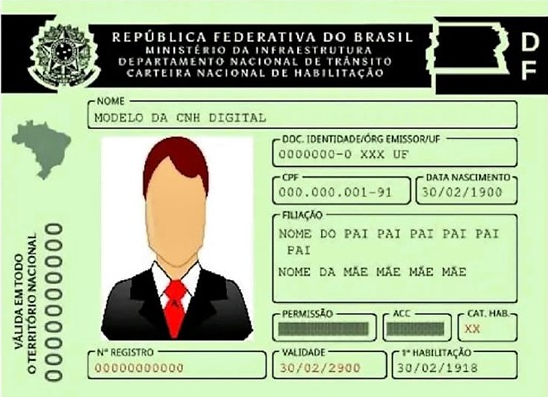 REPÚBLICA FEDERATIVA DO BRASIL
MINISTÉRIO DA INFRAESTRUTURA
DEPARTAMENTO NACIONAL DE TRÂNSITO
CARTEIRA NACIONAL DE HABILITAÇÃO
DF
NOME
MODELO DA CNH DIGITAL
DOC. IDENTIDADE/ÓRG EMISSOR/UF
0000000-0 XXX UF
CPF
000.000.001-91
DATA NASCIMENTO
30/02/1900
FILIAÇÃO
NOME DO PAI PAI PAI PAI PAI
PAI
NOME DA MÃE MÃE MÃE MÃE
PERMISSÃO
ACC
CAT. HAB.
XX
Nº REGISTRO
00000000000
VALIDADE
30/02/2900
1ª HABILITAÇÃO
30/02/1918
VÁLIDA EM TODO
O TERRITÓRIO NACIONAL
0000000000